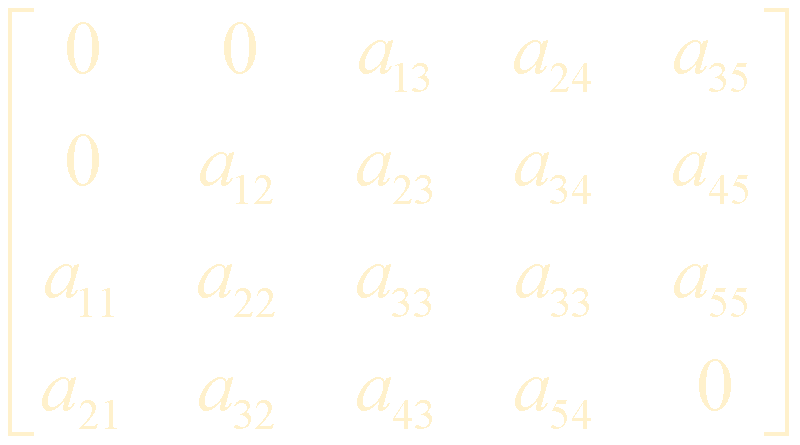 0 0 a₁₃ a₂₄ a₃₅
0 a₁₂ a₂₃ a₃₄ a₄₅
a₁₁ a₂₂ a₃₃ a₃₃ a₅₅
a₂₁ a₃₂ a₄₃ a₅₄ 0